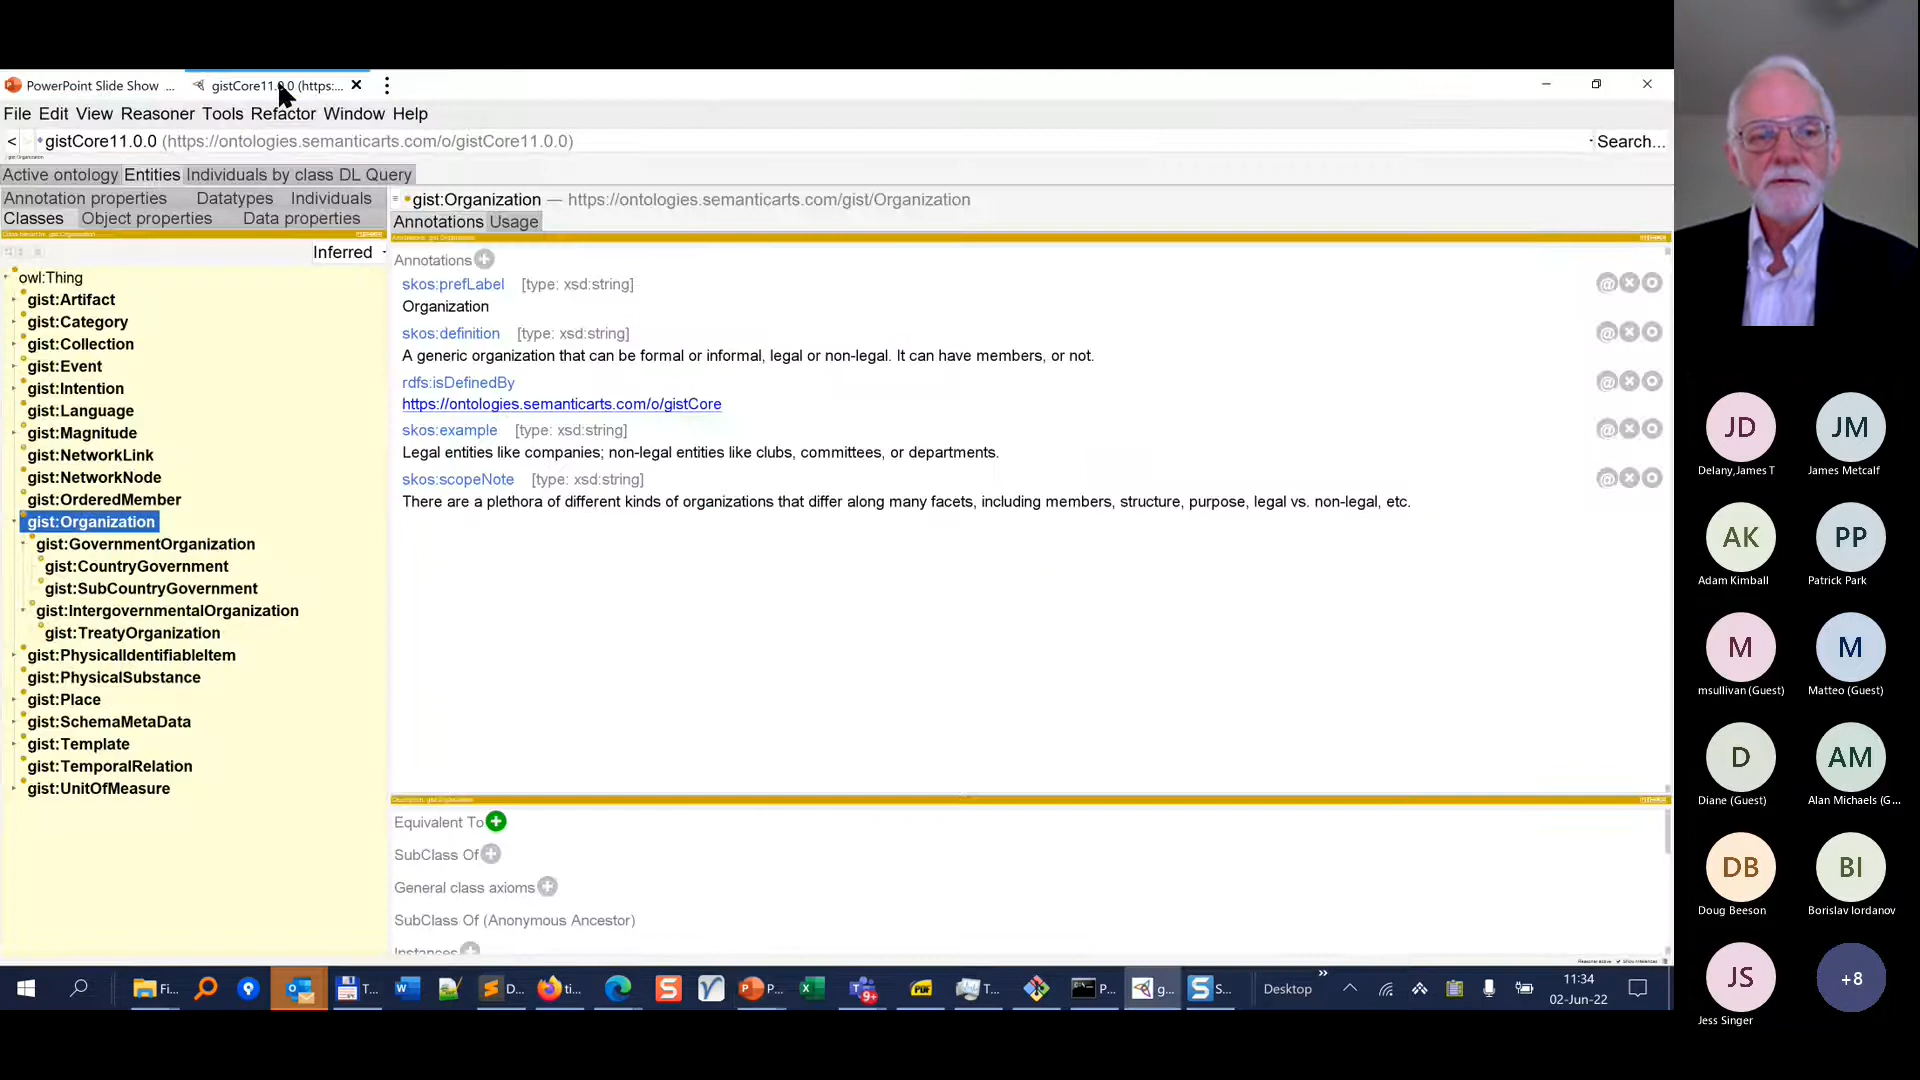 PowerPoint Slide Show ...
gistCore11.0.0 (https:...
File Edit View Reasoner Tools Refactor Window Help
< gistCore11.0.0 (https://ontologies.semanticarts.com/o/gistCore11.0.0)
Search...
Active ontology Entities Individuals by class DL Query
Annotation properties Datatypes Individuals
Classes Object properties Data properties
Inferred
owl:Thing
gist:Artifact
gist:Category
gist:Collection
gist:Event
gist:Intention
gist:Language
gist:Magnitude
gist:NetworkLink
gist:NetworkNode
gist:OrderedMember
gist:Organization
gist:GovernmentOrganization
gist:CountryGovernment
gist:SubCountryGovernment
gist:IntergovernmentalOrganization
gist:TreatyOrganization
gist:PhysicalIdentifiableItem
gist:PhysicalSubstance
gist:Place
gist:SchemaMetaData
gist:Template
gist:TemporalRelation
gist:UnitOfMeasure
gist:Organization — https://ontologies.semanticarts.com/gist/Organization
Annotations Usage
Annotations
skos:prefLabel [type: xsd:string]
Organization
skos:definition [type: xsd:string]
A generic organization that can be formal or informal, legal or non-legal. It can have members, or not.
rdfs:isDefinedBy
https://ontologies.semanticarts.com/o/gistCore
skos:example [type: xsd:string]
Legal entities like companies; non-legal entities like clubs, committees, or departments.
skos:scopeNote [type: xsd:string]
There are a plethora of different kinds of organizations that differ along many facets, including members, structure, purpose, legal vs. non-legal, etc.
Equivalent To
SubClass Of
General class axioms
SubClass Of (Anonymous Ancestor)
Instances
Fi...
T...
D...
ti...
P...
9+
T...
P...
g...
S...
Desktop
11:34
02-Jun-22
JD
Delany,James T
JM
James Metcalf
AK
Adam Kimball
PP
Patrick Park
M
msullivan (Guest)
M
Matteo (Guest)
D
Diane (Guest)
AM
Alan Michaels (G...
DB
Doug Beeson
BI
Borislav Iordanov
JS
Jess Singer
+8